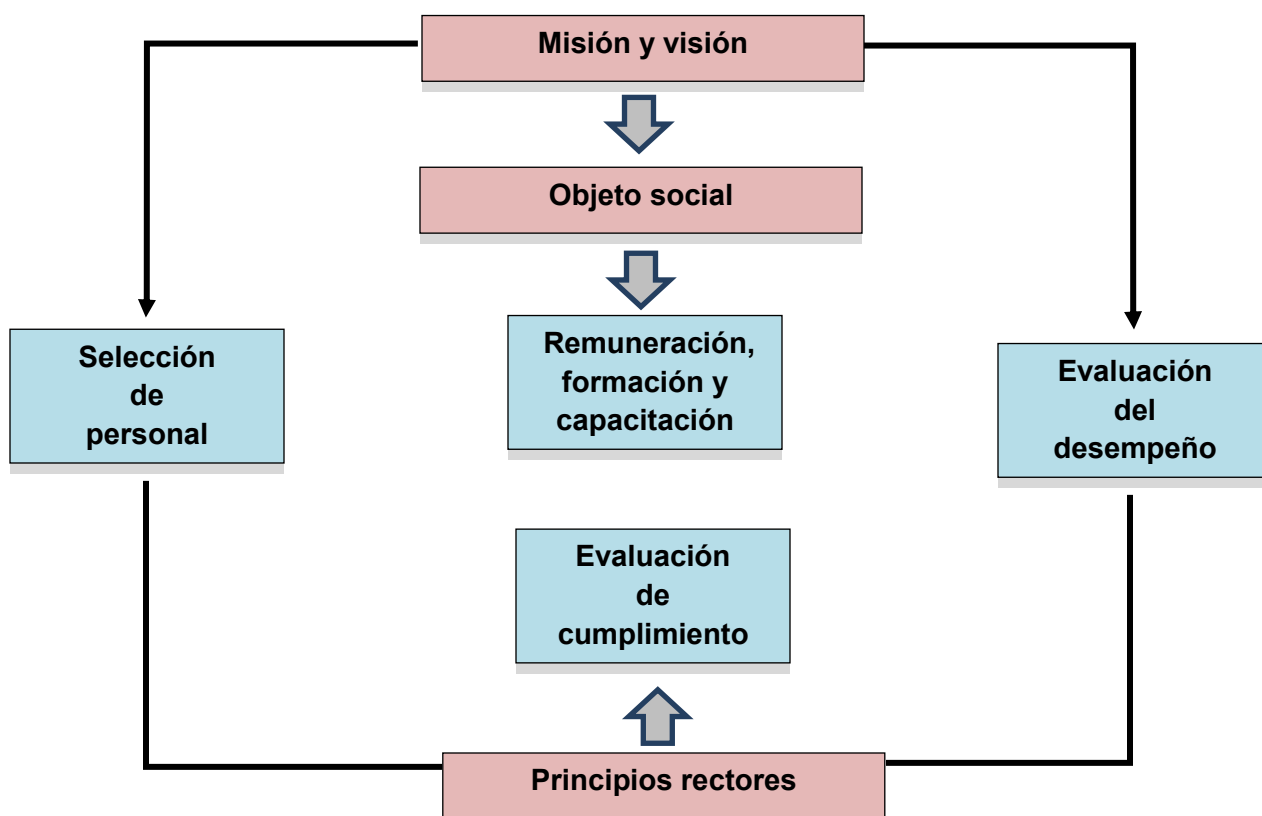 Misión y visión
Objeto social
Selección
de
personal
Remuneración,
formación y
capacitación
Evaluación
del
desempeño
Evaluación
de
cumplimiento
Principios rectores